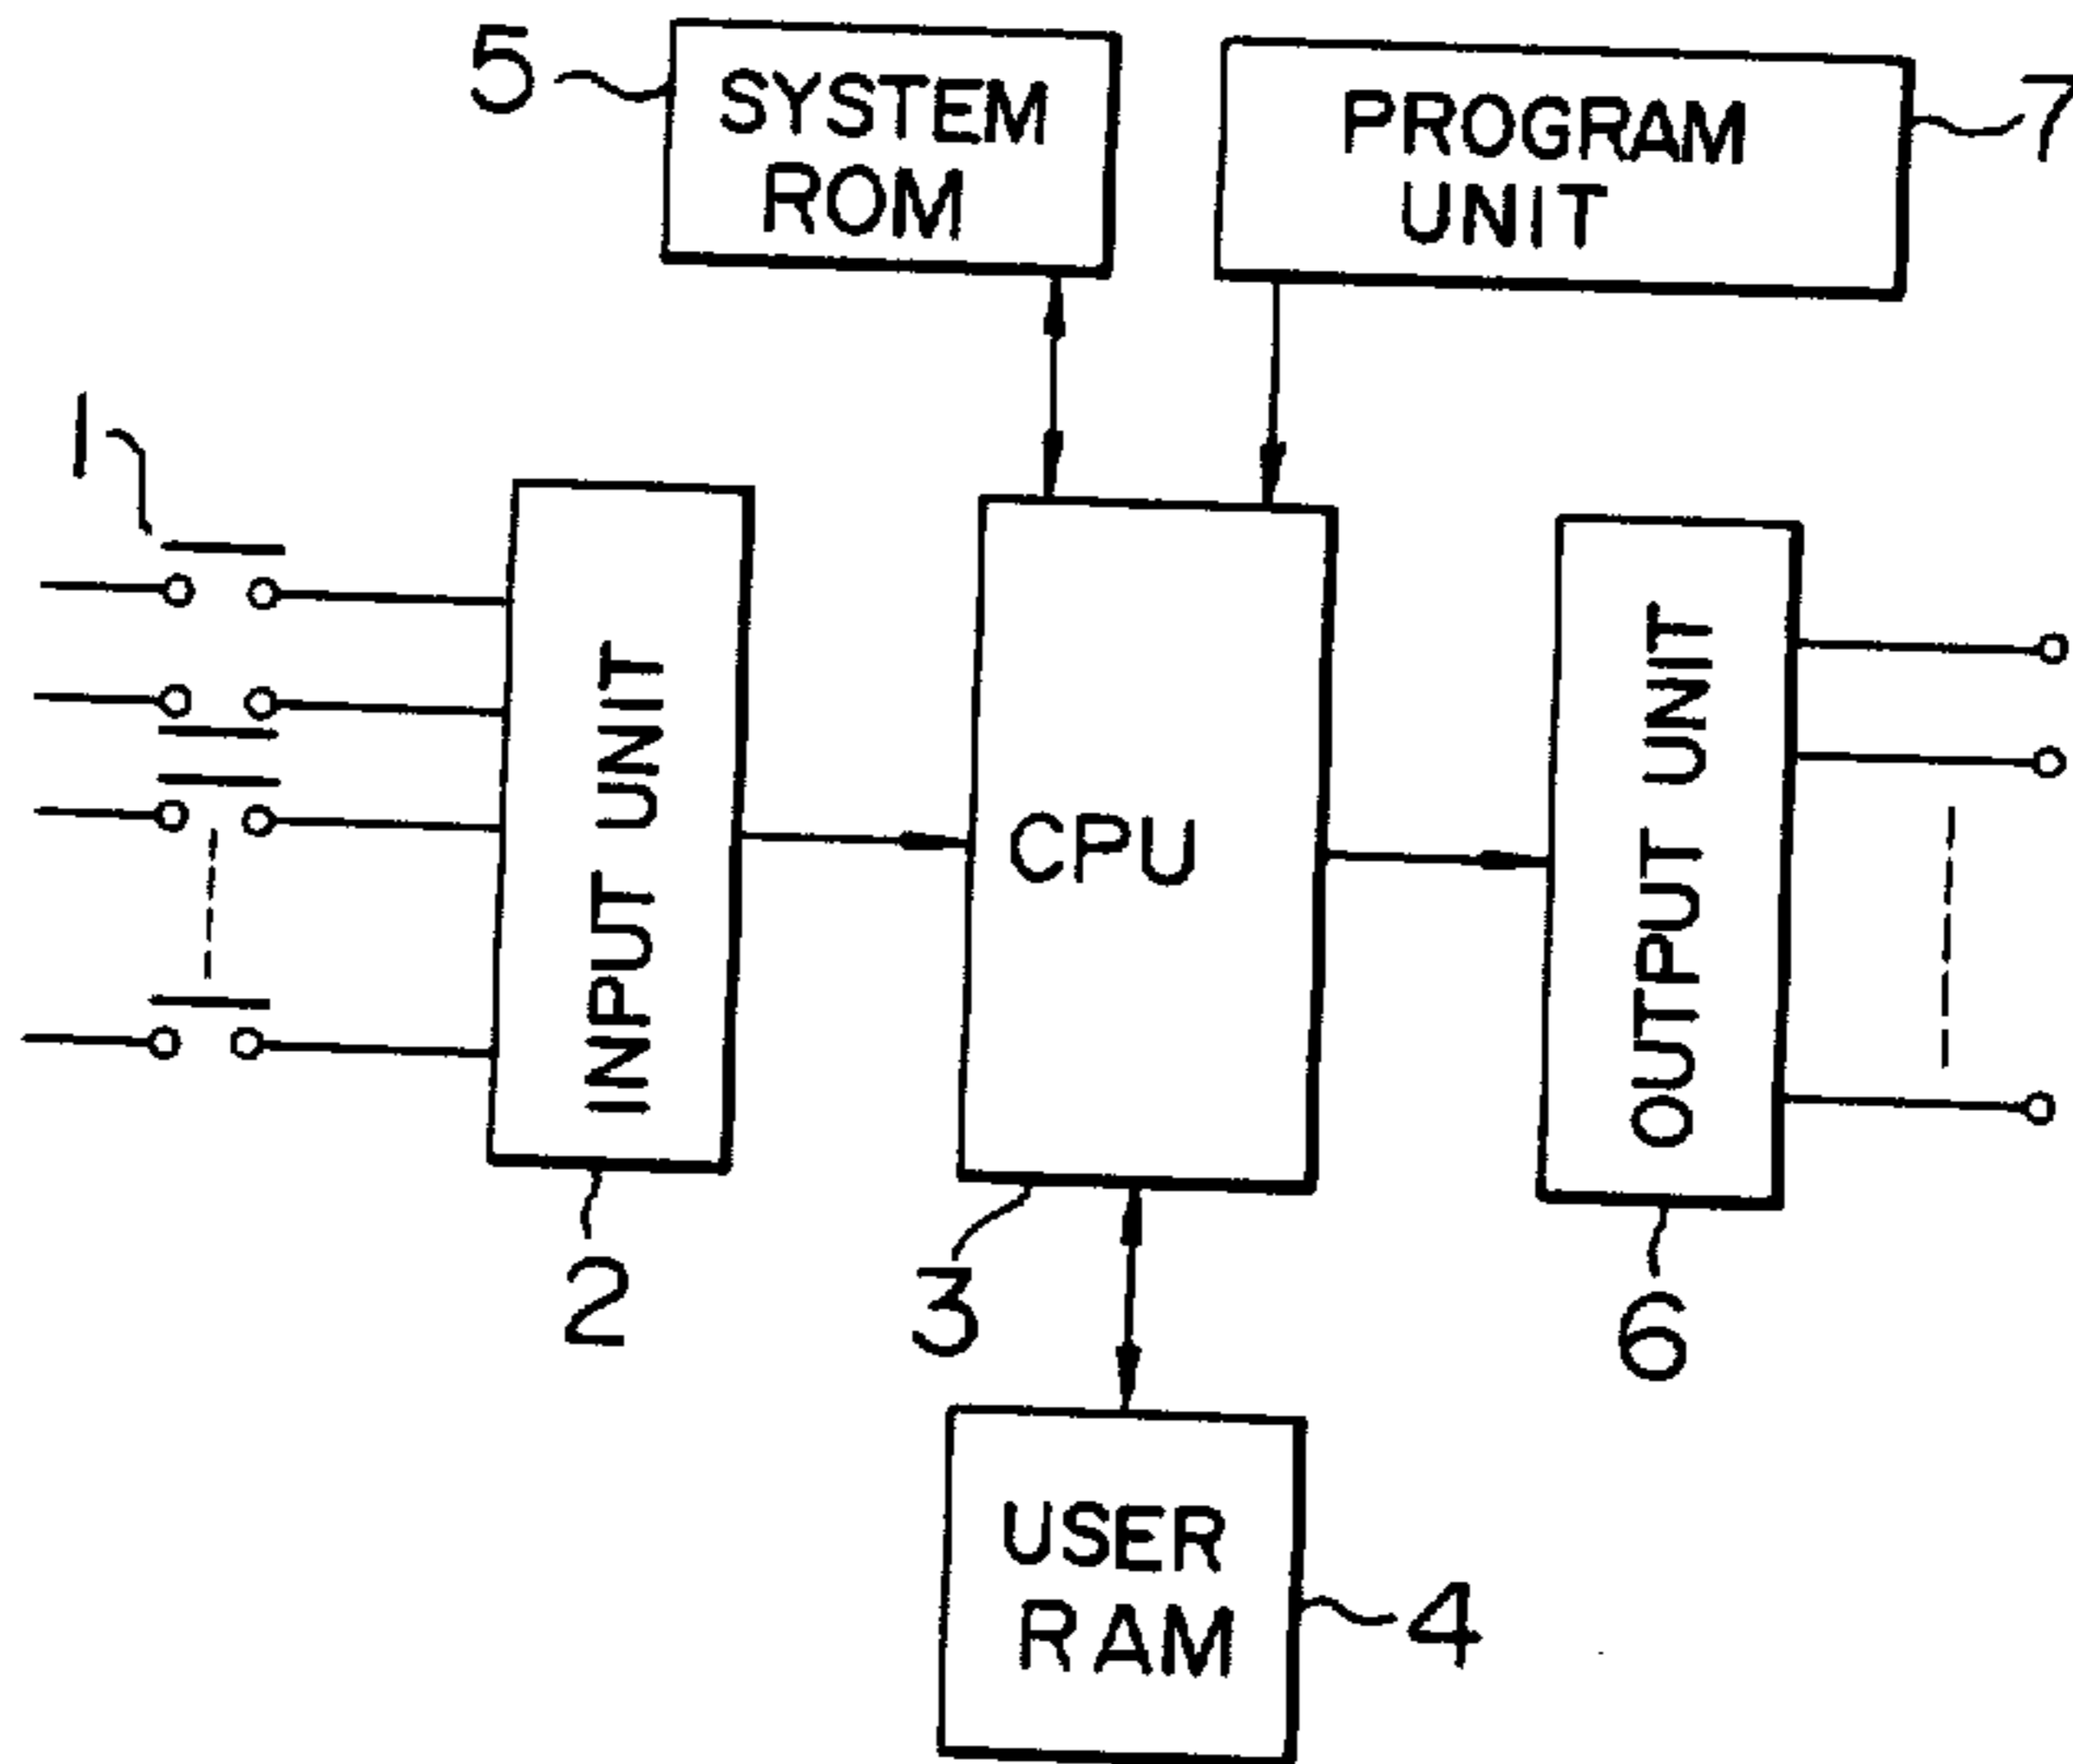 5
SYSTEM
ROM
PROGRAM
UNIT
7
1
INPUT UNIT
CPU
OUTPUT UNIT
2
3
6
USER
RAM
4